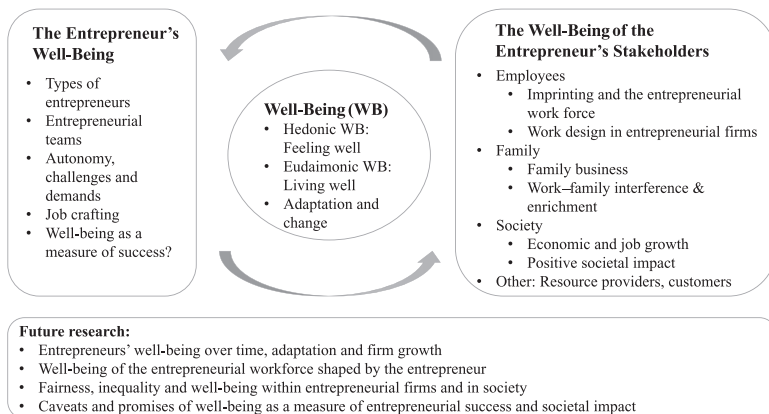 The Entrepreneur's
Well-Being
• Types of
entrepreneurs
• Entrepreneurial
teams
• Autonomy,
challenges and
demands
• Job crafting
• Well-being as a
measure of success?
Well-Being (WB)
• Hedonic WB:
Feeling well
• Eudaimonic WB:
Living well
• Adaptation and
change
The Well-Being of the
Entrepreneur's Stakeholders
• Employees
• Imprinting and the entrepreneurial
work force
• Work design in entrepreneurial firms
• Family
• Family business
• Work–family interference &
enrichment
• Society
• Economic and job growth
• Positive societal impact
• Other: Resource providers, customers
Future research:
• Entrepreneurs' well-being over time, adaptation and firm growth
• Well-being of the entrepreneurial workforce shaped by the entrepreneur
• Fairness, inequality and well-being within entrepreneurial firms and in society
• Caveats and promises of well-being as a measure of entrepreneurial success and societal impact